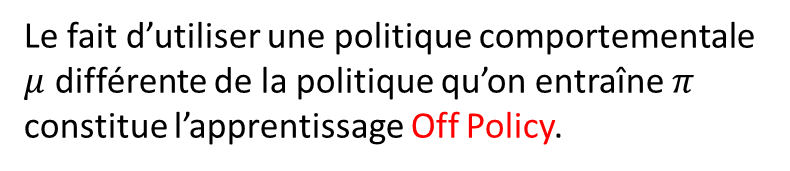 Le fait d’utiliser une politique comportementale
𝜇 différente de la politique qu’on entraîne 𝜋
constitue l’apprentissage Off Policy.